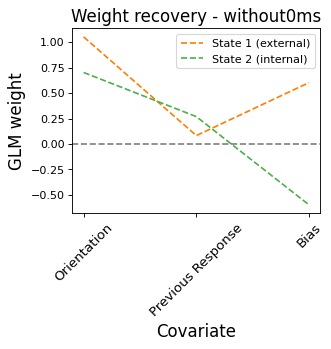 Weight recovery - without0ms
State 1 (external)
State 2 (internal)
1.00
0.75
0.50
0.25
0.00
−0.25
−0.50
GLM weight
Orientation
Previous Response
Bias
Covariate